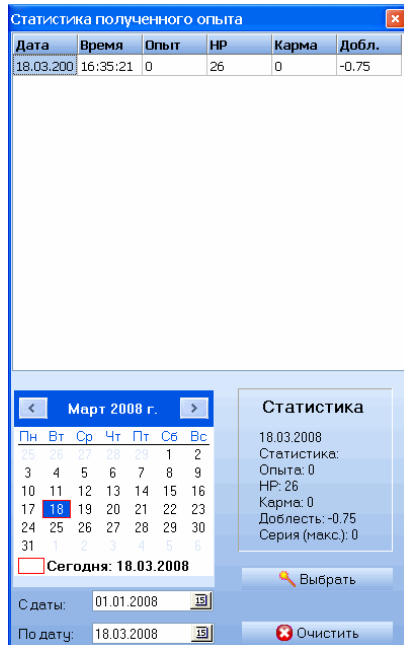 Статистика полученного опыта
Дата Время Опыт HP Карма Добл.
18.03.200 16:35:21 0 26 0 -0.75
Март 2008 г.
Пн Вт Ср Чт Пт Сб Вс
25 26 27 28 29 1 2
3 4 5 6 7 8 9
10 11 12 13 14 15 16
17 18 19 20 21 22 23
24 25 26 27 28 29 30
31 1 2 3 4 5 6
Сегодня: 18.03.2008
С даты: 01.01.2008 15
По дату: 18.03.2008 15
Статистика
18.03.2008
Статистика:
Опыта: 0
HP: 26
Карма: 0
Доблесть: -0.75
Серия (макс.): 0
Выбрать
Очистить